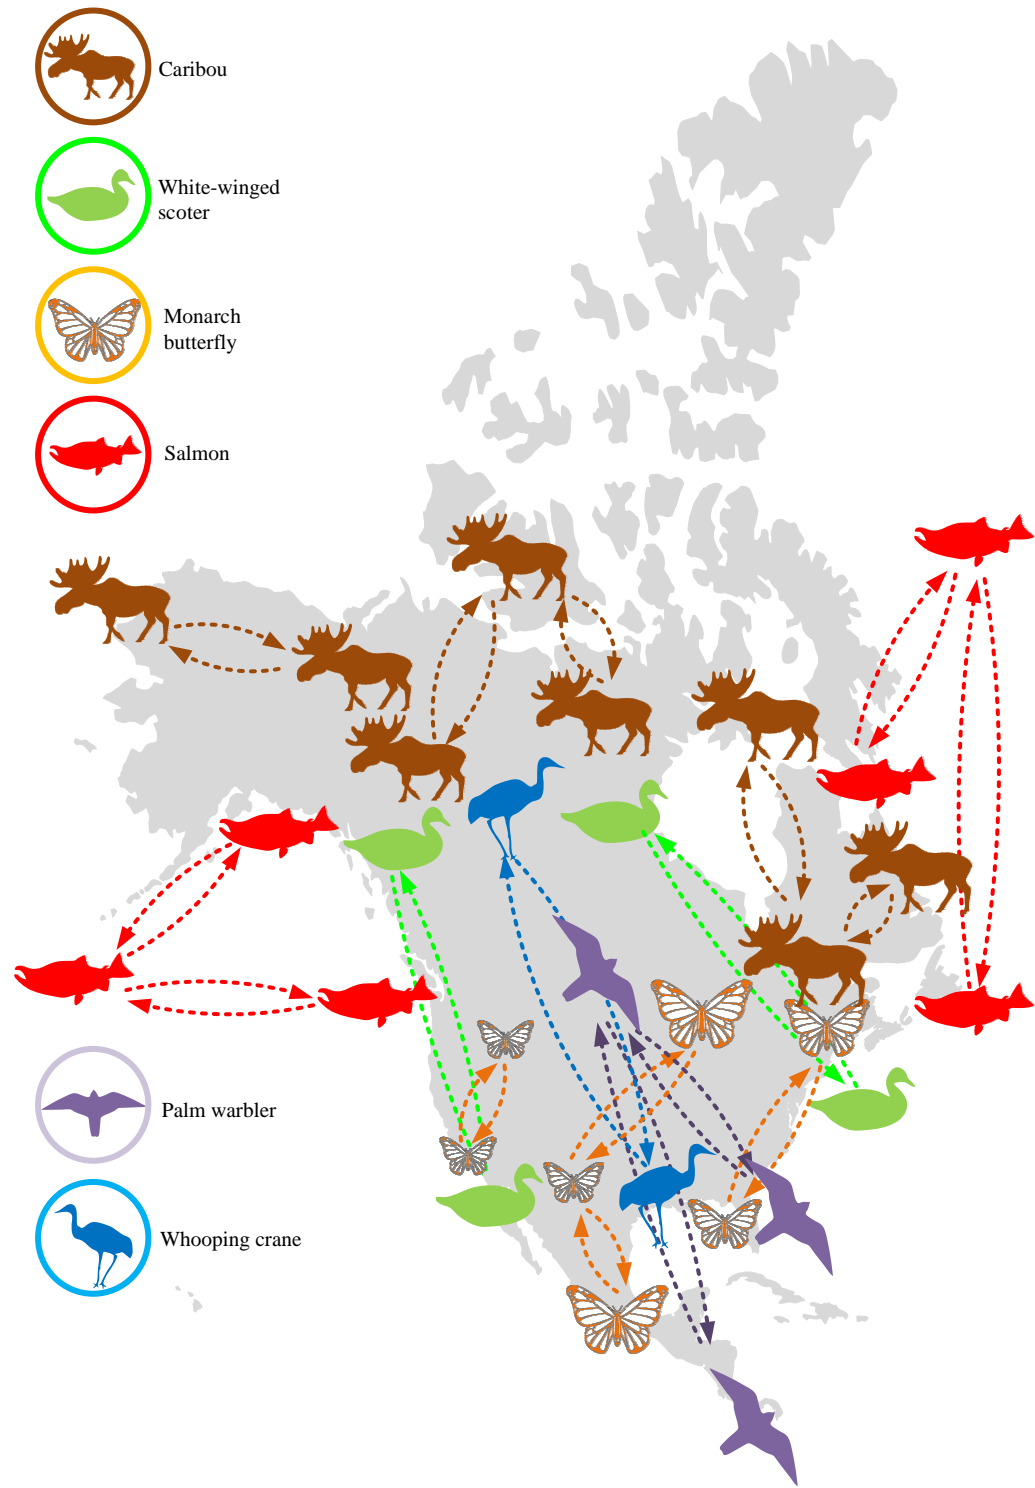 Caribou
White-winged
scoter
Monarch
butterfly
Salmon
Palm warbler
Whooping crane